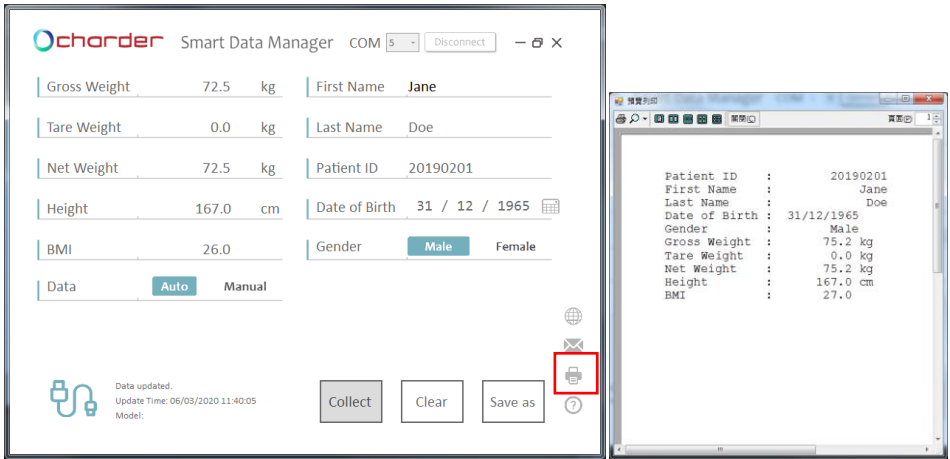 charder Smart Data Manager COM 5 Disconnect
Gross Weight 72.5 kg First Name Jane
Tare Weight 0.0 kg Last Name Doe
Net Weight 72.5 kg Patient ID 20190201
Height 167.0 cm Date of Birth 31 / 12 / 1965
BMI 26.0 Gender Male Female
Data Auto Manual
Data updated.
Update Time: 06/03/2020 11:40:05
Model:
Collect Clear Save as
預覽列印
關閉(C) 頁面(P) 1
Patient ID : 20190201
First Name : Jane
Last Name : Doe
Date of Birth : 31/12/1965
Gender : Male
Gross Weight : 75.2 kg
Tare Weight : 0.0 kg
Net Weight : 75.2 kg
Height : 167.0 cm
BMI : 27.0